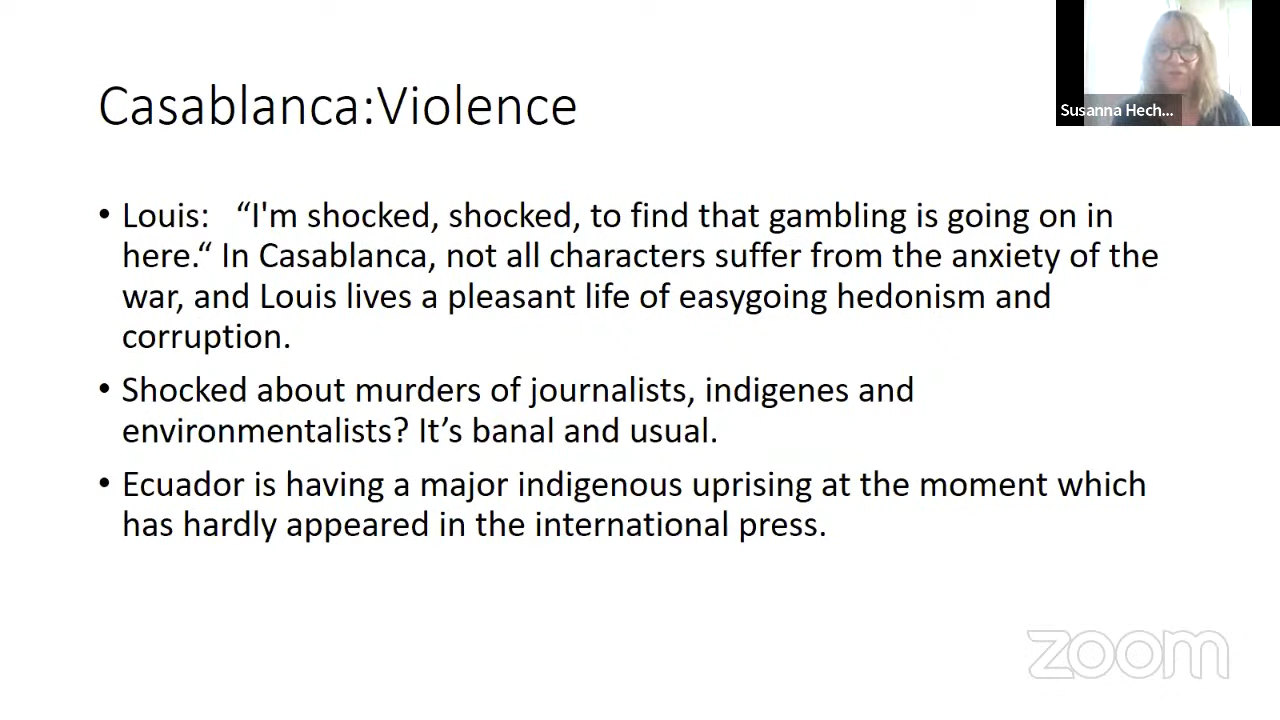 Casablanca:Violence
Susanna Hech...
• Louis:   “I'm shocked, shocked, to find that gambling is going on in
here.“ In Casablanca, not all characters suffer from the anxiety of the
war, and Louis lives a pleasant life of easygoing hedonism and
corruption.
• Shocked about murders of journalists, indigenes and
environmentalists? It’s banal and usual.
• Ecuador is having a major indigenous uprising at the moment which
has hardly appeared in the international press.
zoom